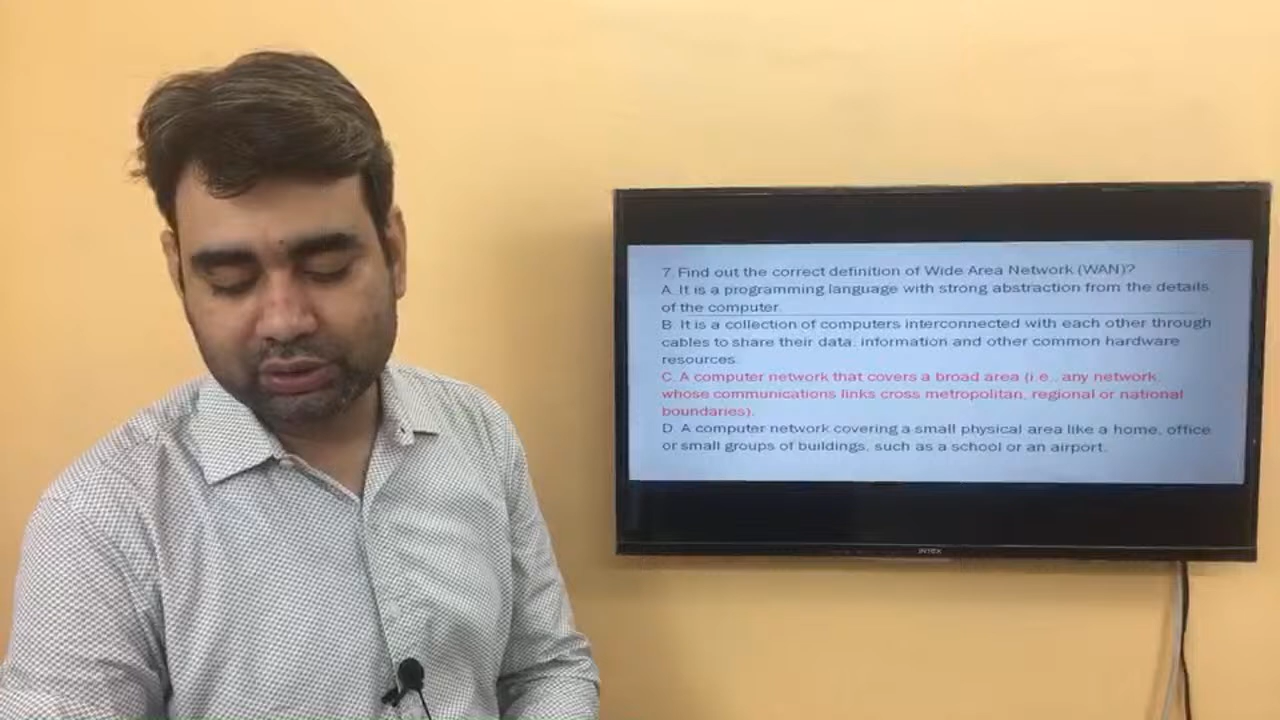 7. Find out the correct definition of Wide Area Network (WAN)?
A. It is a programming language with strong abstraction from the details
of the computer.
B. It is a collection of computers interconnected with each other through
cables to share their data, information and other common hardware
resources.
C. A computer network that covers a broad area (i.e., any network
whose communications links cross metropolitan, regional or national
boundaries).
D. A computer network covering a small physical area like a home, office
or small groups of buildings, such as a school or an airport.
INTEX